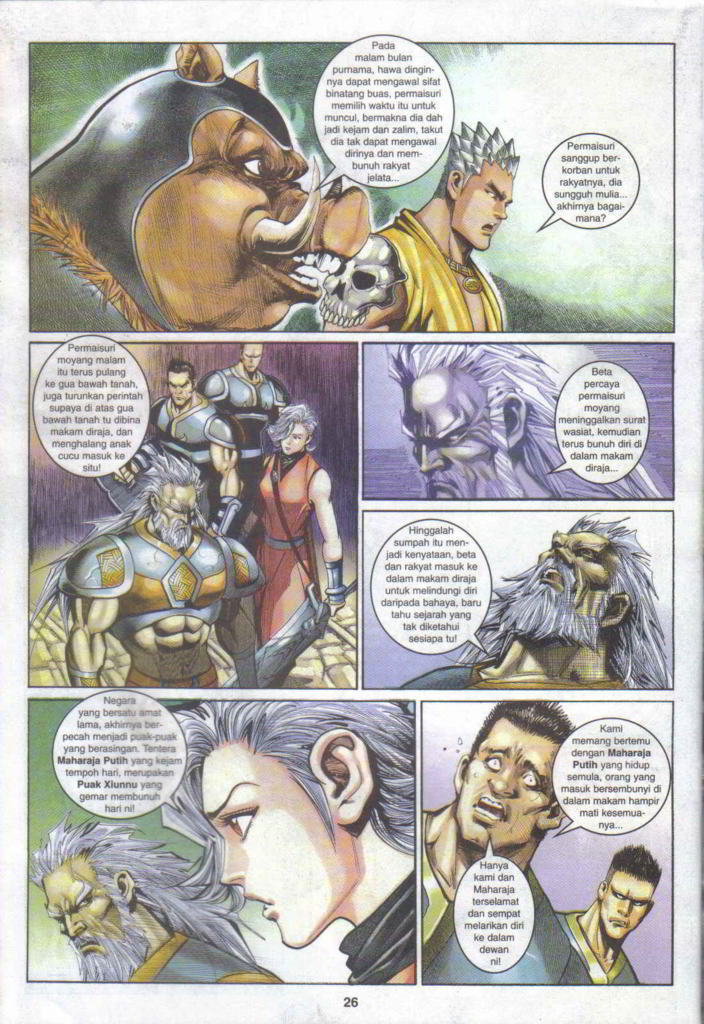 Pada
malam bulan
purnama, hawa dingin-
nya dapat mengawal sifat
binatang buas, permaisuri
memilih waktu itu untuk
muncul, bermakna dia dah
jadi kejam dan zalim, takut
dia tak dapat mengawal
dirinya dan mem-
bunuh rakyat
jelata...
Permaisuri
sanggup ber-
korban untuk
rakyatnya, dia
sungguh mulia...
akhirnya bagai-
mana?
Permaisuri
moyang malam
itu terus pulang
ke gua bawah tanah,
juga turunkan perintah
supaya di atas gua
bawah tanah tu dibina
makam diraja, dan
menghalang anak
cucu masuk ke
situ!
Beta
percaya
permaisuri
moyang
meninggalkan surat
wasiat, kemudian
terus bunuh diri di
dalam makam
diraja...
Hinggalah
sumpah itu men-
jadi kenyataan, beta
dan rakyat masuk ke
dalam makam diraja
untuk melindungi diri
daripada bahaya, baru
tahu sejarah yang
tak diketahui
sesiapa tu!
Negara
yang bersatu amat
lama, akhirnya ber-
pecah menjadi puak-puak
yang berasingan. Tentera
Maharaja Putih yang kejam
tempoh hari, merupakan
Puak Xiunnu yang
gemar membunuh
hari ni!
Kami
memang bertemu
dengan Maharaja
Putih yang hidup
semula, orang yang
masuk bersembunyi di
dalam makam hampir
mati kesemua-
nya...
Hanya
kami dan
Maharaja
terselamat
dan sempat
melarikan diri
ke dalam
dewan
ni!
26